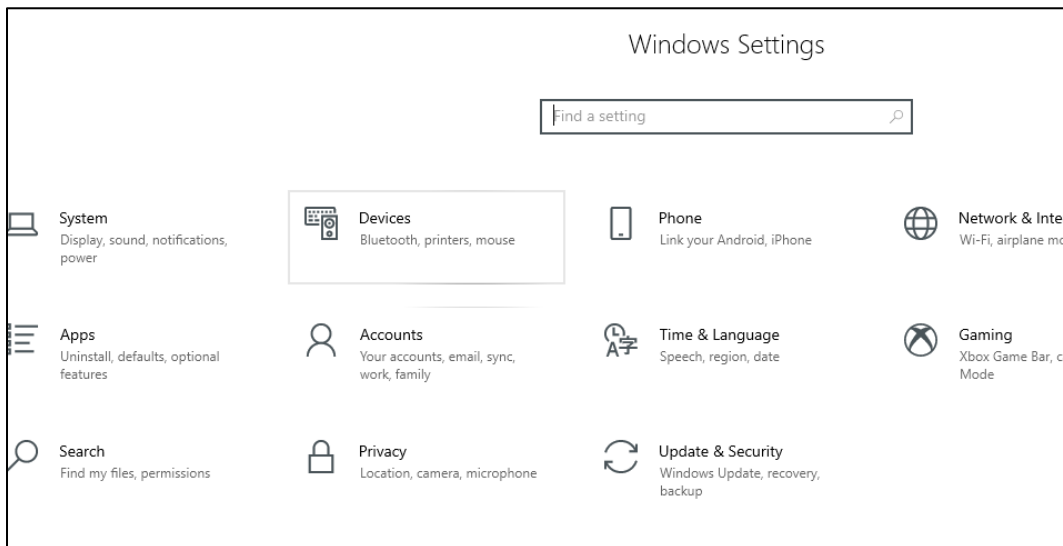 Windows Settings
Find a setting
System
Display, sound, notifications,
power
Devices
Bluetooth, printers, mouse
Phone
Link your Android, iPhone
Network & Inte
Wi-Fi, airplane mo
Apps
Uninstall, defaults, optional
features
Accounts
Your accounts, email, sync,
work, family
Time & Language
Speech, region, date
Gaming
Xbox Game Bar, c
Mode
Search
Find my files, permissions
Privacy
Location, camera, microphone
Update & Security
Windows Update, recovery,
backup